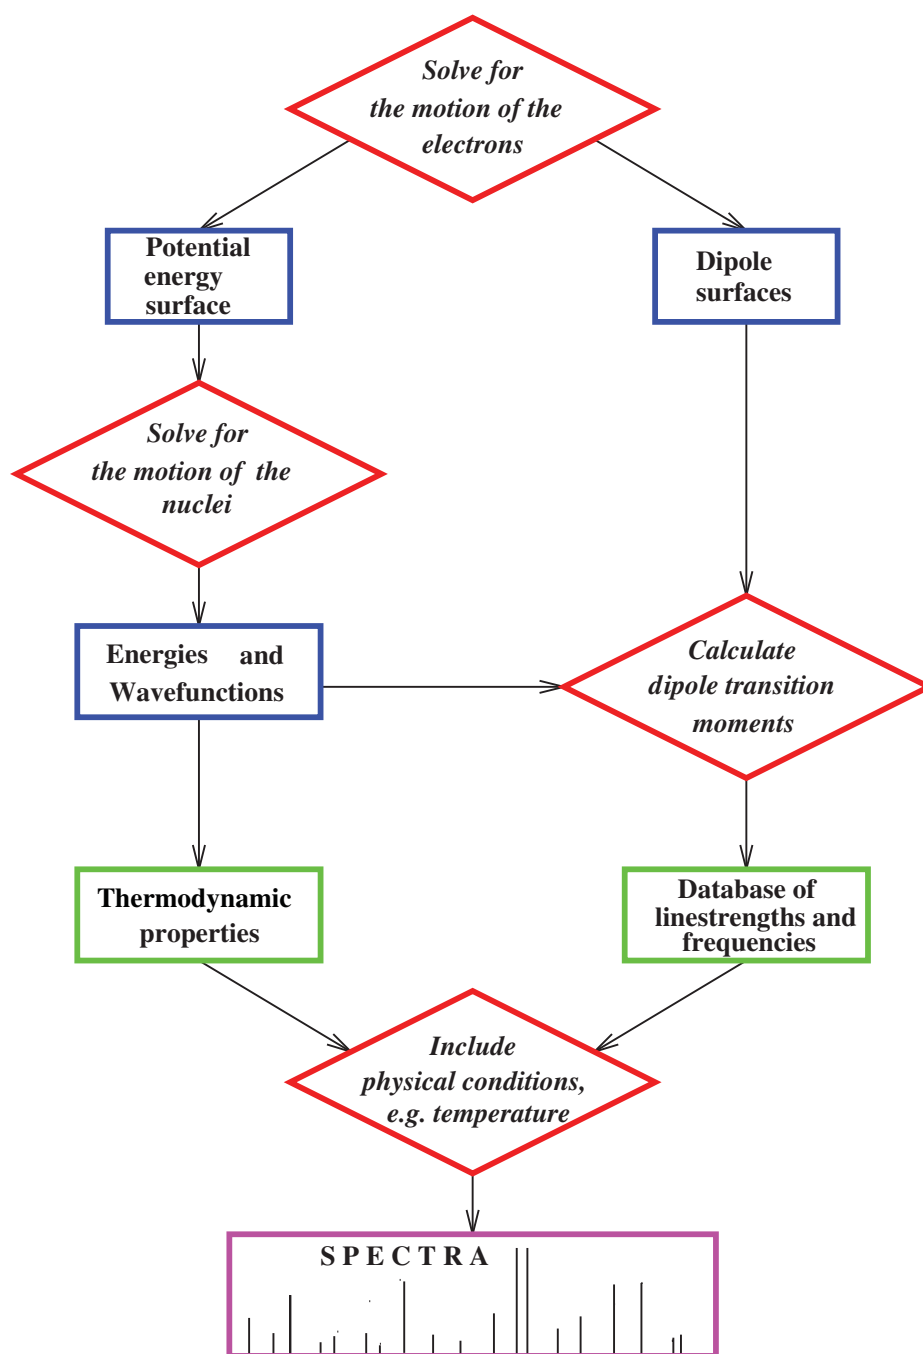 Solve for
the motion of the
electrons
Potential
energy
surface
Dipole
surfaces
Solve for
the motion of the
nuclei
Energies and
Wavefunctions
Calculate
dipole transition
moments
Thermodynamic
properties
Database of
linestrengths and
frequencies
Include
physical conditions,
e.g. temperature
S P E C T R A